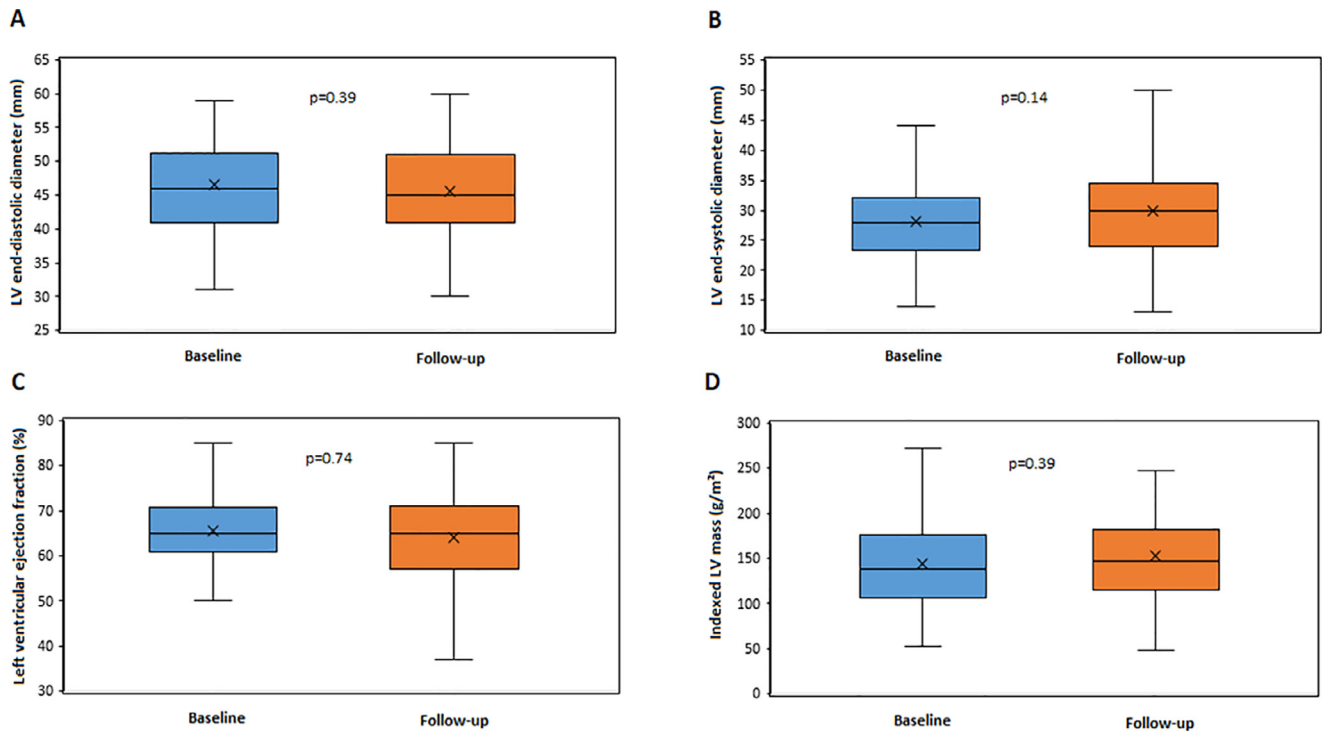 A
LV end-diastolic diameter (mm)
65
60
55
50
45
40
35
30
25
p=0.39
Baseline
Follow-up
B
LV end-systolic diameter (mm)
55
50
45
40
35
30
25
20
15
10
p=0.14
Baseline
Follow-up
C
Left ventricular ejection fraction (%)
90
80
70
60
50
40
30
p=0.74
Baseline
Follow-up
D
Indexed LV mass (g/m²)
300
250
200
150
100
50
0
p=0.39
Baseline
Follow-up